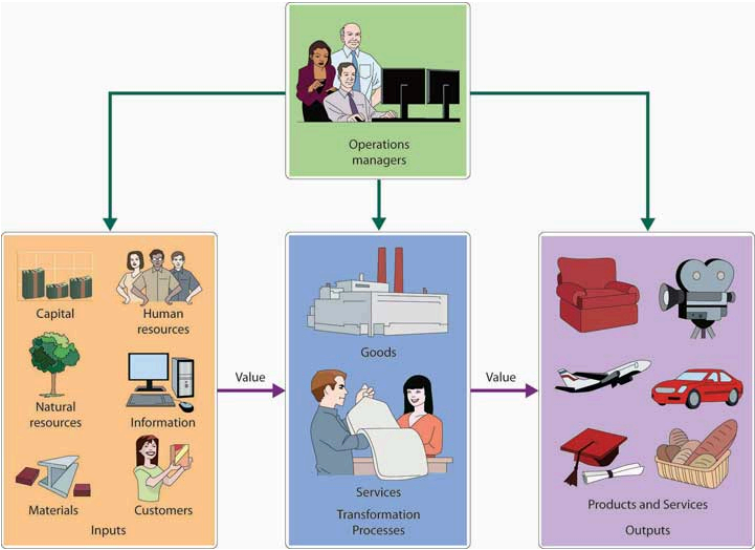 Operations
managers
Capital
Human
resources
Natural
resources
Information
Materials
Customers
Inputs
Value
Goods
Services
Transformation
Processes
Value
Products and Services
Outputs